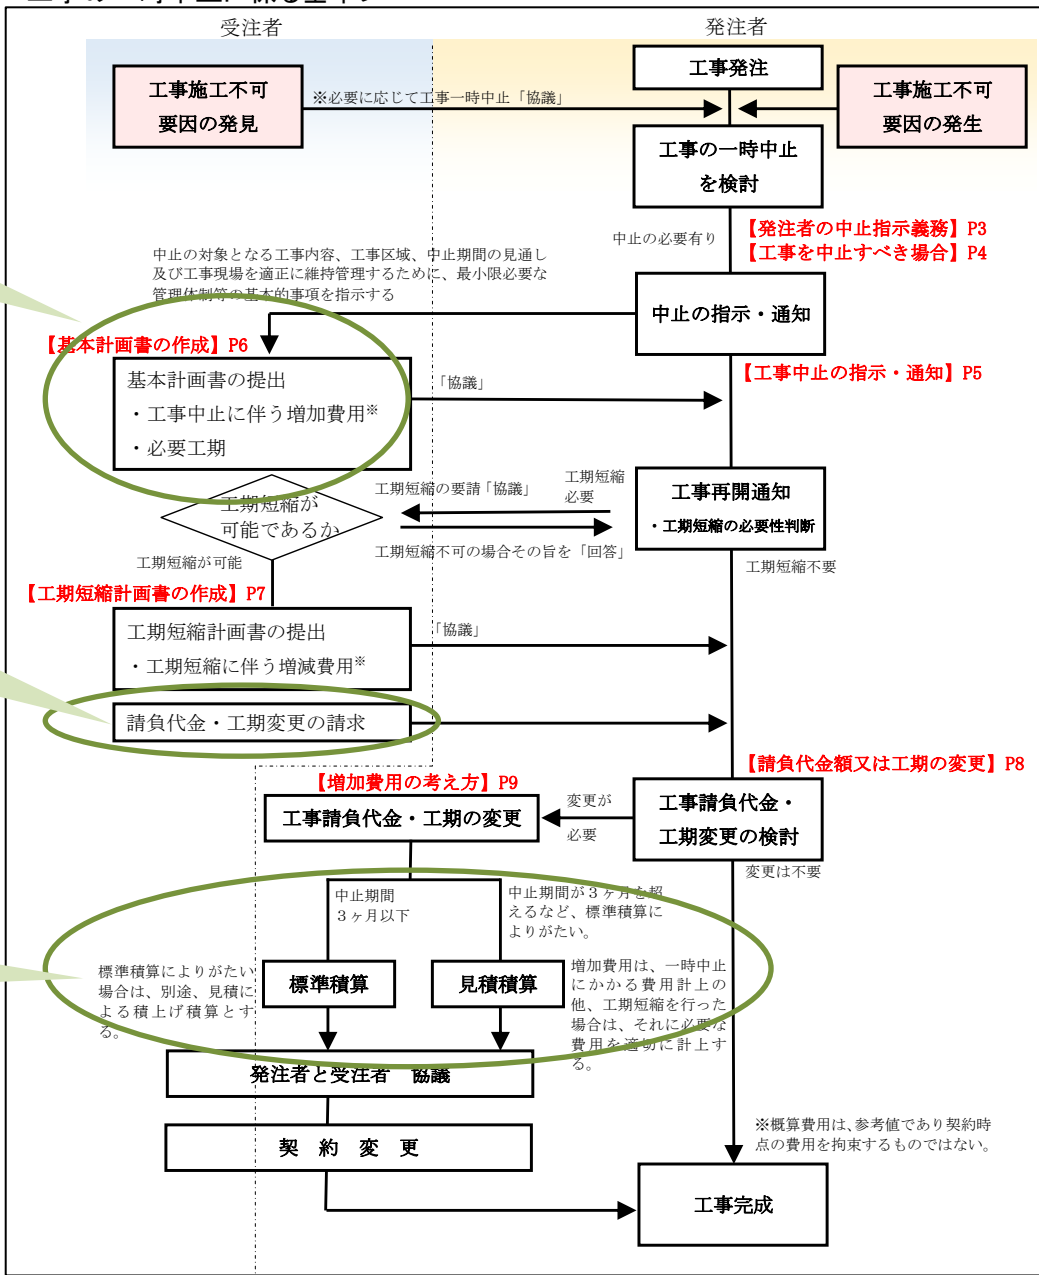 受注者
発注者
工事発注
工事施工不可
要因の発見
※必要に応じて工事一時中止「協議」
工事施工不可
要因の発生
工事の一時中止
を検討
【発注者の中止指示義務】P3
【工事を中止すべき場合】P4
中止の必要有り
中止の対象となる工事内容、工事区域、中止期間の見通し
及び工事現場を適正に維持管理するために、最小限必要な
管理体制等の基本的事項を指示する
中止の指示・通知
【基本計画書の作成】P6
【工事中止の指示・通知】P5
基本計画書の提出
・工事中止に伴う増加費用※
・必要工期
「協議」
工期短縮が
可能であるか
工期短縮の要請「協議」
工期短縮
必要
工期短縮不可の場合その旨を「回答」
工事再開通知
・工期短縮の必要性判断
工期短縮が可能
工期短縮不要
【工期短縮計画書の作成】P7
工期短縮計画書の提出
・工期短縮に伴う増減費用※
「協議」
請負代金・工期変更の請求
【請負代金額又は工期の変更】P8
【増加費用の考え方】P9
工事請負代金・工期の変更
変更が
必要
工事請負代金・
工期変更の検討
変更は不要
中止期間
３ヶ月以下
中止期間が３ヶ月を超
えるなど、標準積算に
よりがたい。
標準積算によりがたい
場合は、別途、見積に
よる積上げ積算とす
る。
標準積算
見積積算
増加費用は、一時中止
にかかる費用計上の
他、工期短縮を行った
場合は、それに必要な
費用を適切に計上す
る。
発注者と受注者　協議
契　約　変　更
※概算費用は、参考値であり契約時
点の費用を拘束するものではない。
工事完成